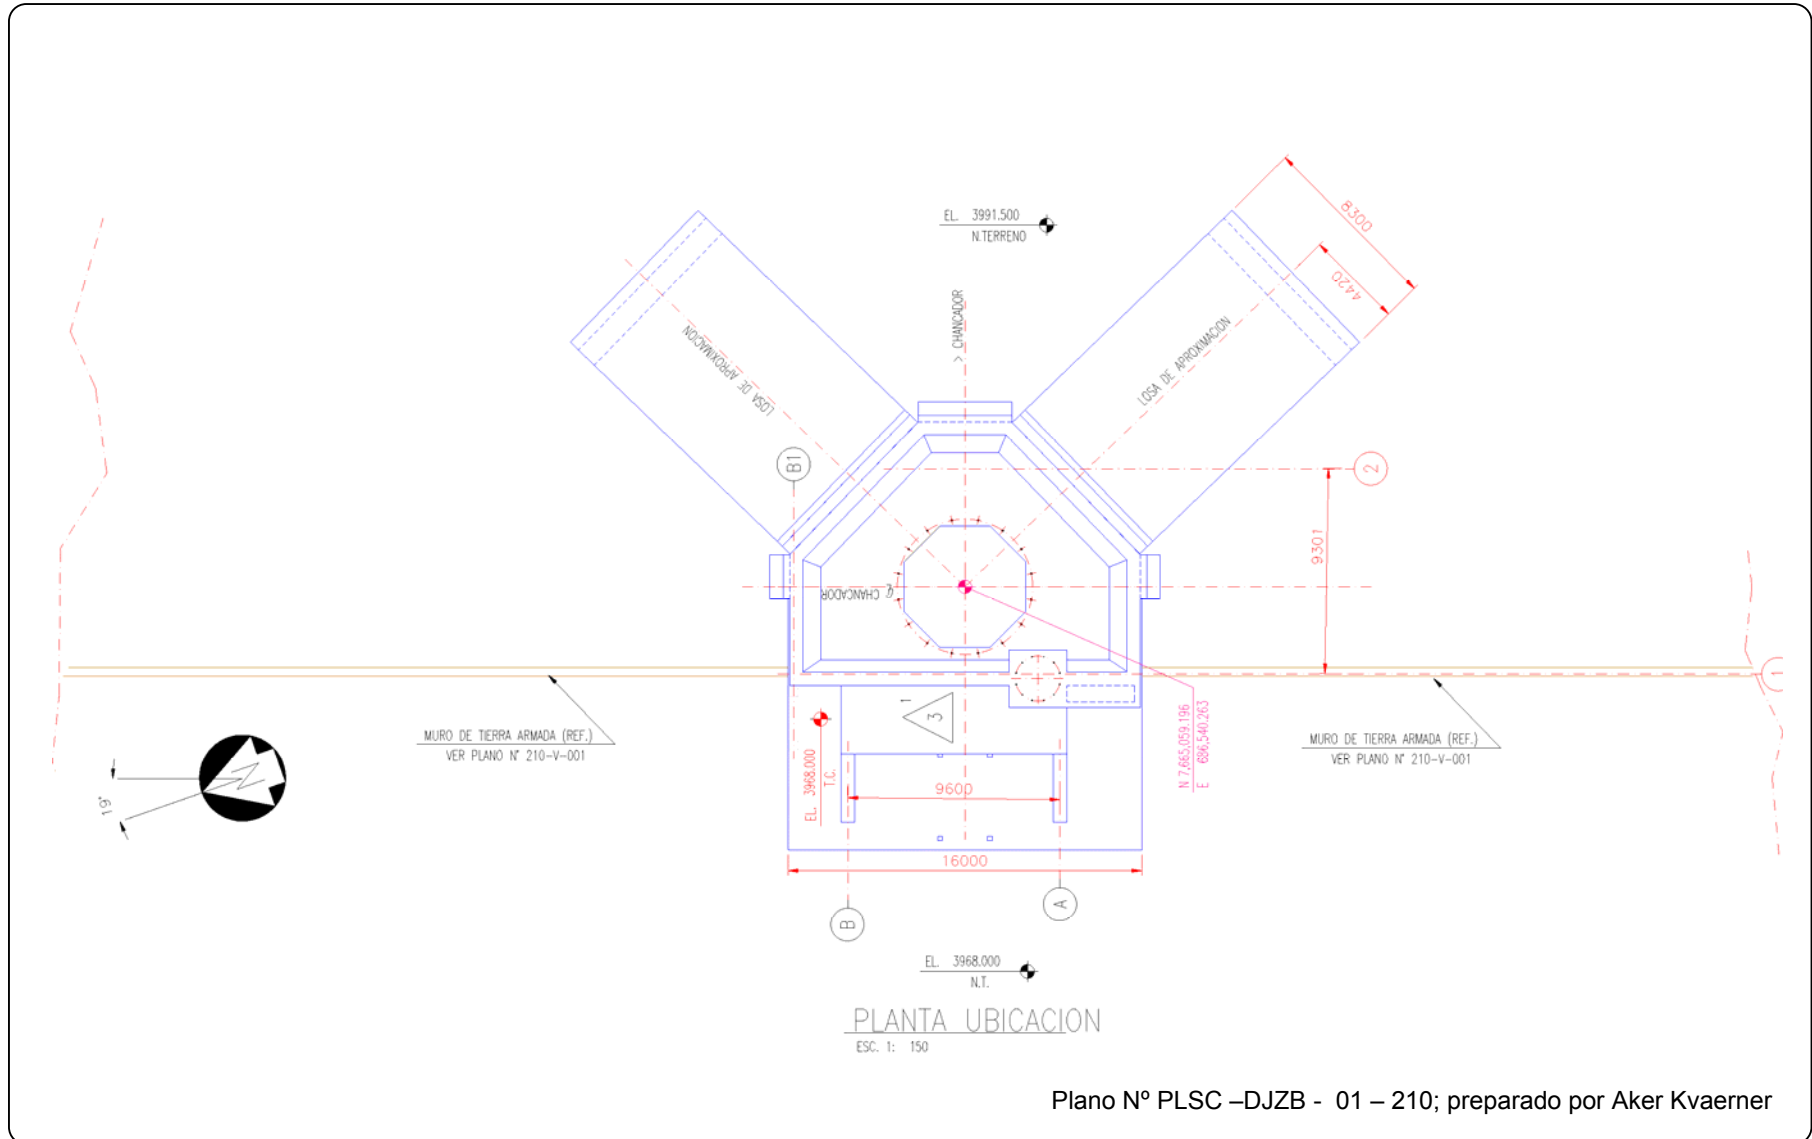 EL. 3991.500
N.TERRENO
8300
4420
> CHANCADOR
LOSA DE APROXIMACION
LOSA DE APROXIMACION
B1
2
9301
℄ CHANCADOR
1
MURO DE TIERRA ARMADA (REF.)
VER PLANO N° 210-V-001
MURO DE TIERRA ARMADA (REF.)
VER PLANO N° 210-V-001
1
3
N 7,665,059.196
E 686,540.263
EL. 3968.000
T.C.
N
19°
9600
16000
B
A
EL. 3968.000
N.T.
PLANTA UBICACION
ESC. 1: 150
Plano Nº PLSC –DJZB - 01 – 210; preparado por Aker Kvaerner